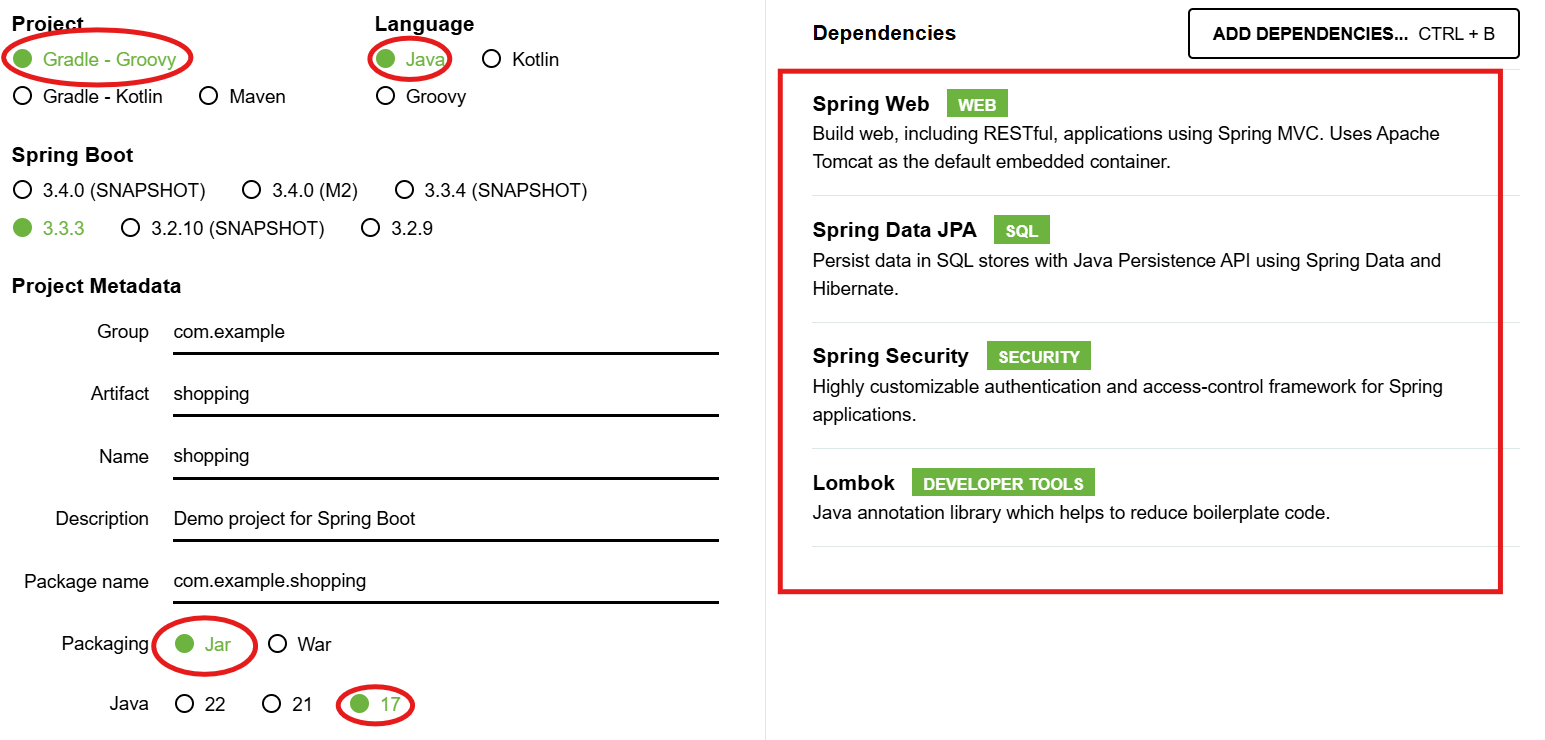 Project
Gradle - Groovy
Gradle - Kotlin Maven
Language
Java Kotlin
Groovy
Spring Boot
3.4.0 (SNAPSHOT) 3.4.0 (M2) 3.3.4 (SNAPSHOT)
3.3.3 3.2.10 (SNAPSHOT) 3.2.9
Project Metadata
Group com.example
Artifact shopping
Name shopping
Description Demo project for Spring Boot
Package name com.example.shopping
Packaging Jar War
Java 22 21 17
Dependencies ADD DEPENDENCIES... CTRL + B
Spring Web WEB
Build web, including RESTful, applications using Spring MVC. Uses Apache
Tomcat as the default embedded container.
Spring Data JPA SQL
Persist data in SQL stores with Java Persistence API using Spring Data and
Hibernate.
Spring Security SECURITY
Highly customizable authentication and access-control framework for Spring
applications.
Lombok DEVELOPER TOOLS
Java annotation library which helps to reduce boilerplate code.